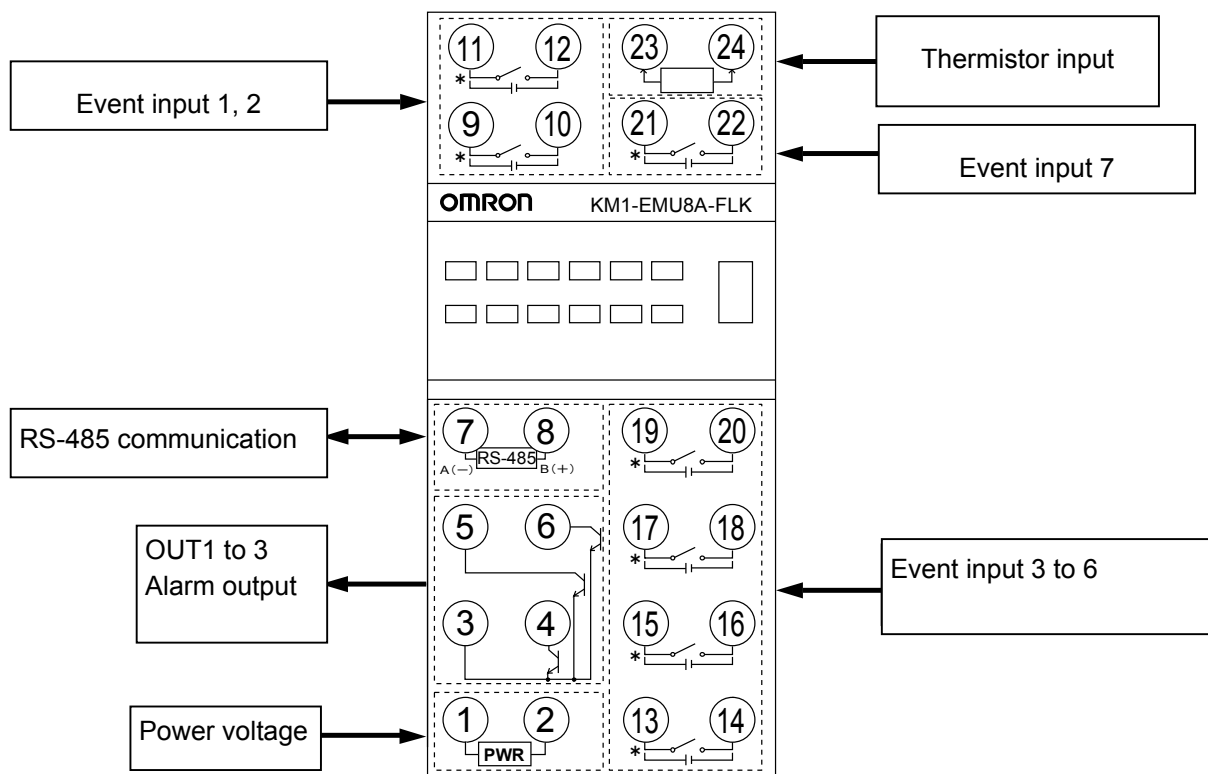 11 12 23 24
Thermistor input
*
Event input 1, 2
9 10 21 22
* *
Event input 7
OMRON KM1-EMU8A-FLK
7 8 19 20
RS-485 communication
A(−) RS-485 B(+) *
5 6 17 18
OUT1 to 3
Alarm output
*
Event input 3 to 6
3 4 15 16
*
1 2 13 14
Power voltage
PWR *